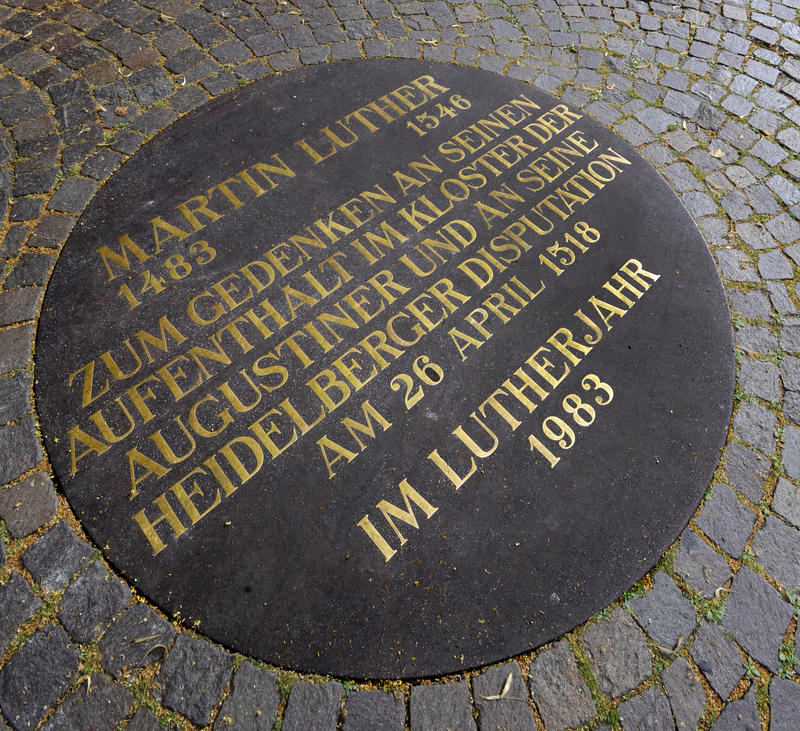 MARTIN LUTHER
1483 1546
ZUM GEDENKEN AN SEINEN
AUFENTHALT IM KLOSTER DER
AUGUSTINER UND AN SEINE
HEIDELBERGER DISPUTATION
AM 26 APRIL 1518
IM LUTHERJAHR
1983